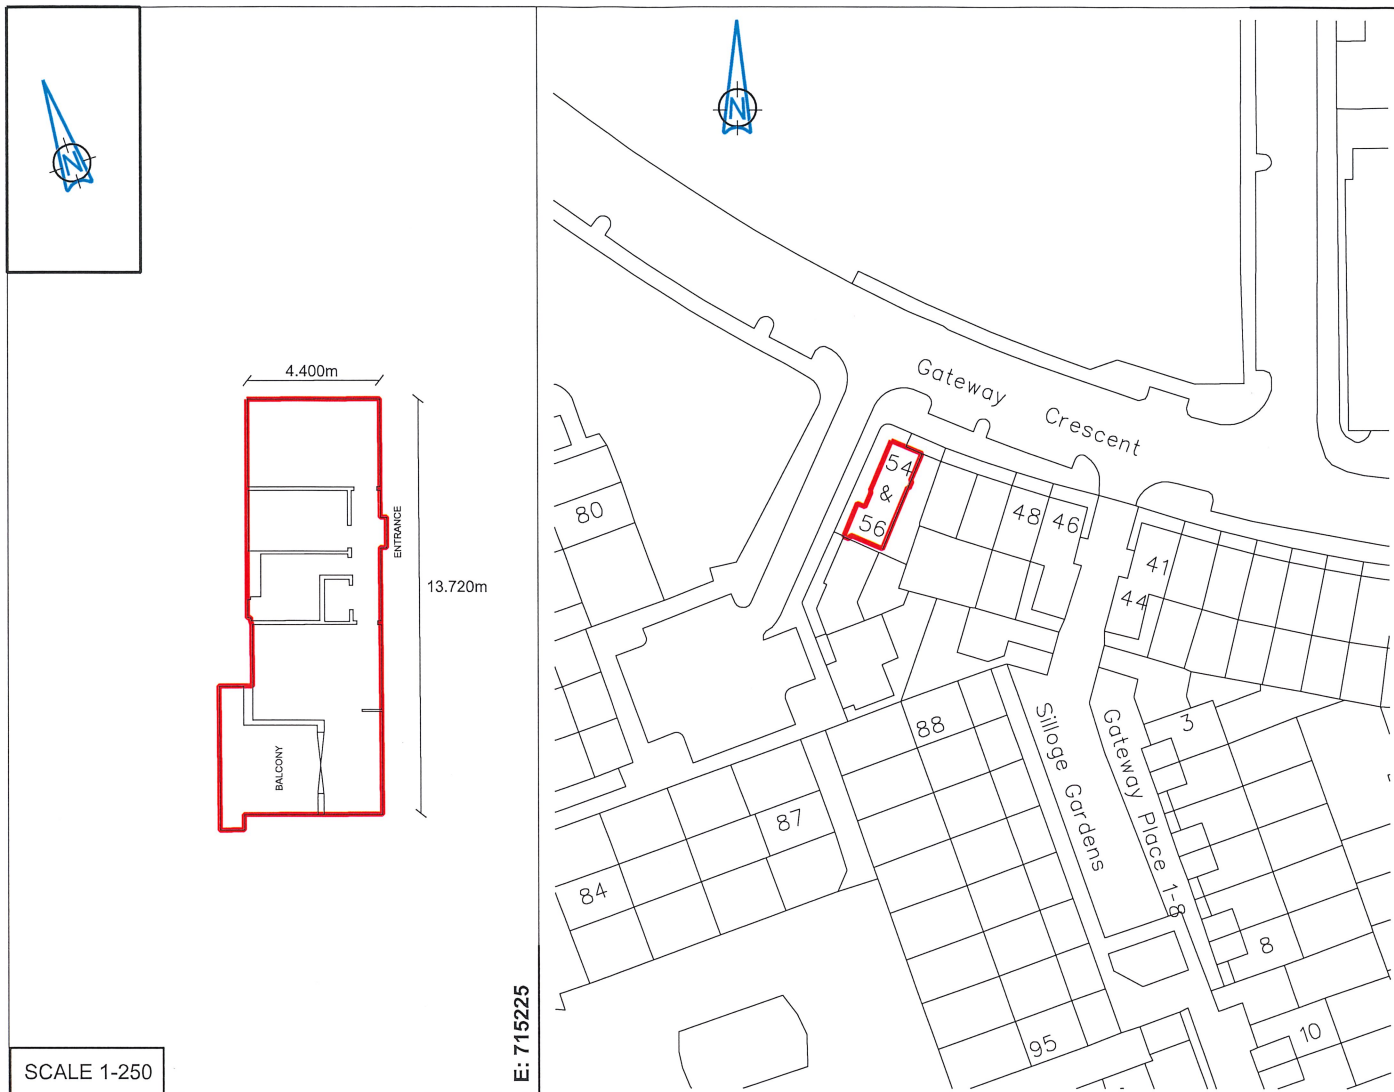 N
4.400m
13.720m
ENTRANCE
BALCONY
SCALE 1-250
E: 715225
N
Gateway Crescent
54
&
56
48
46
41
44
80
88
87
84
95
3
8
10
Silloge Gardens
Gateway Place 1-8